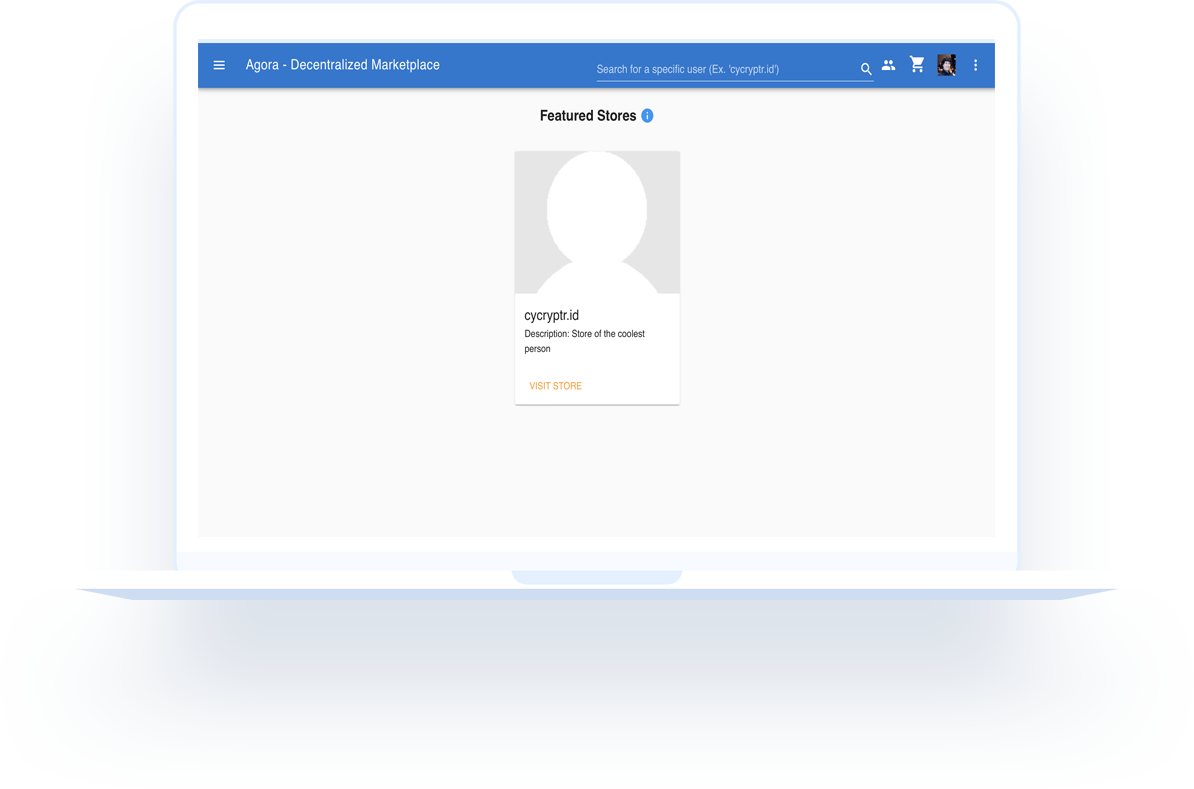 Agora - Decentralized Marketplace
Search for a specific user (Ex. 'cycryptr.id')
Featured Stores
cycryptr.id
Description: Store of the coolest
person
VISIT STORE